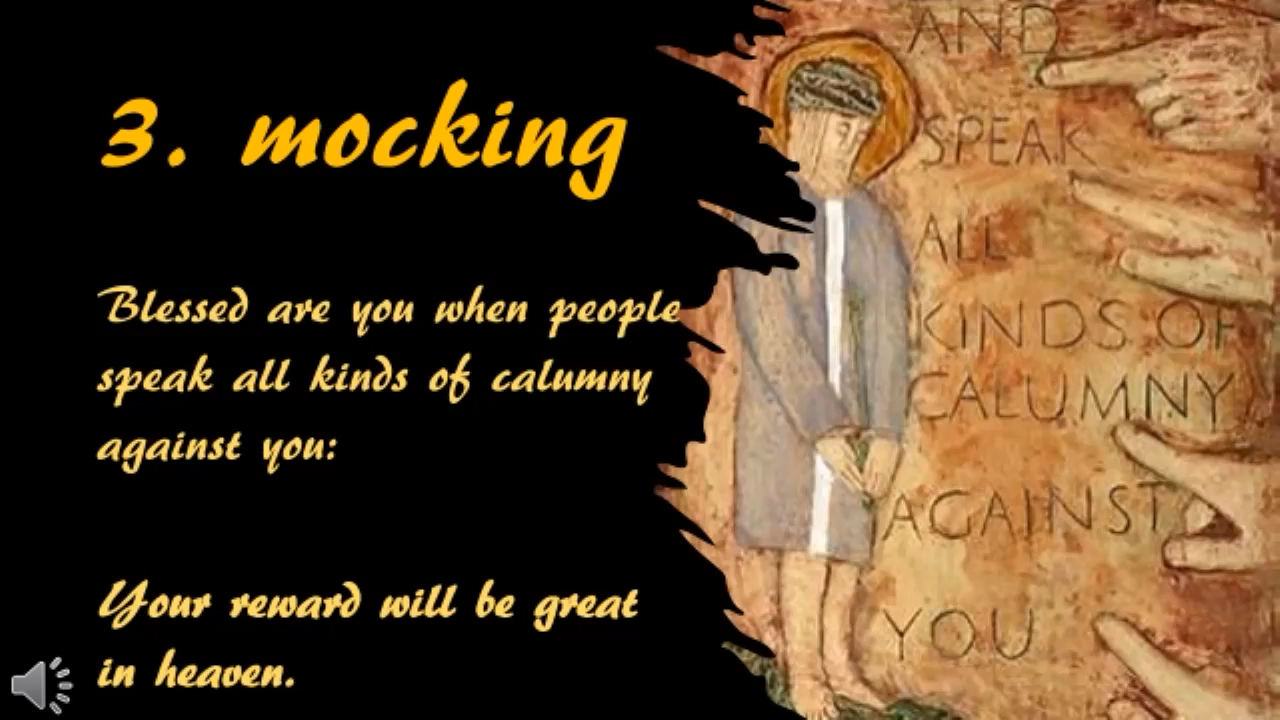 3. mocking
Blessed are you when people
speak all kinds of calumny
against you:
Your reward will be great
in heaven.
AND
SPEAK
ALL
KINDS OF
CALUMNY
AGAINST
YOU